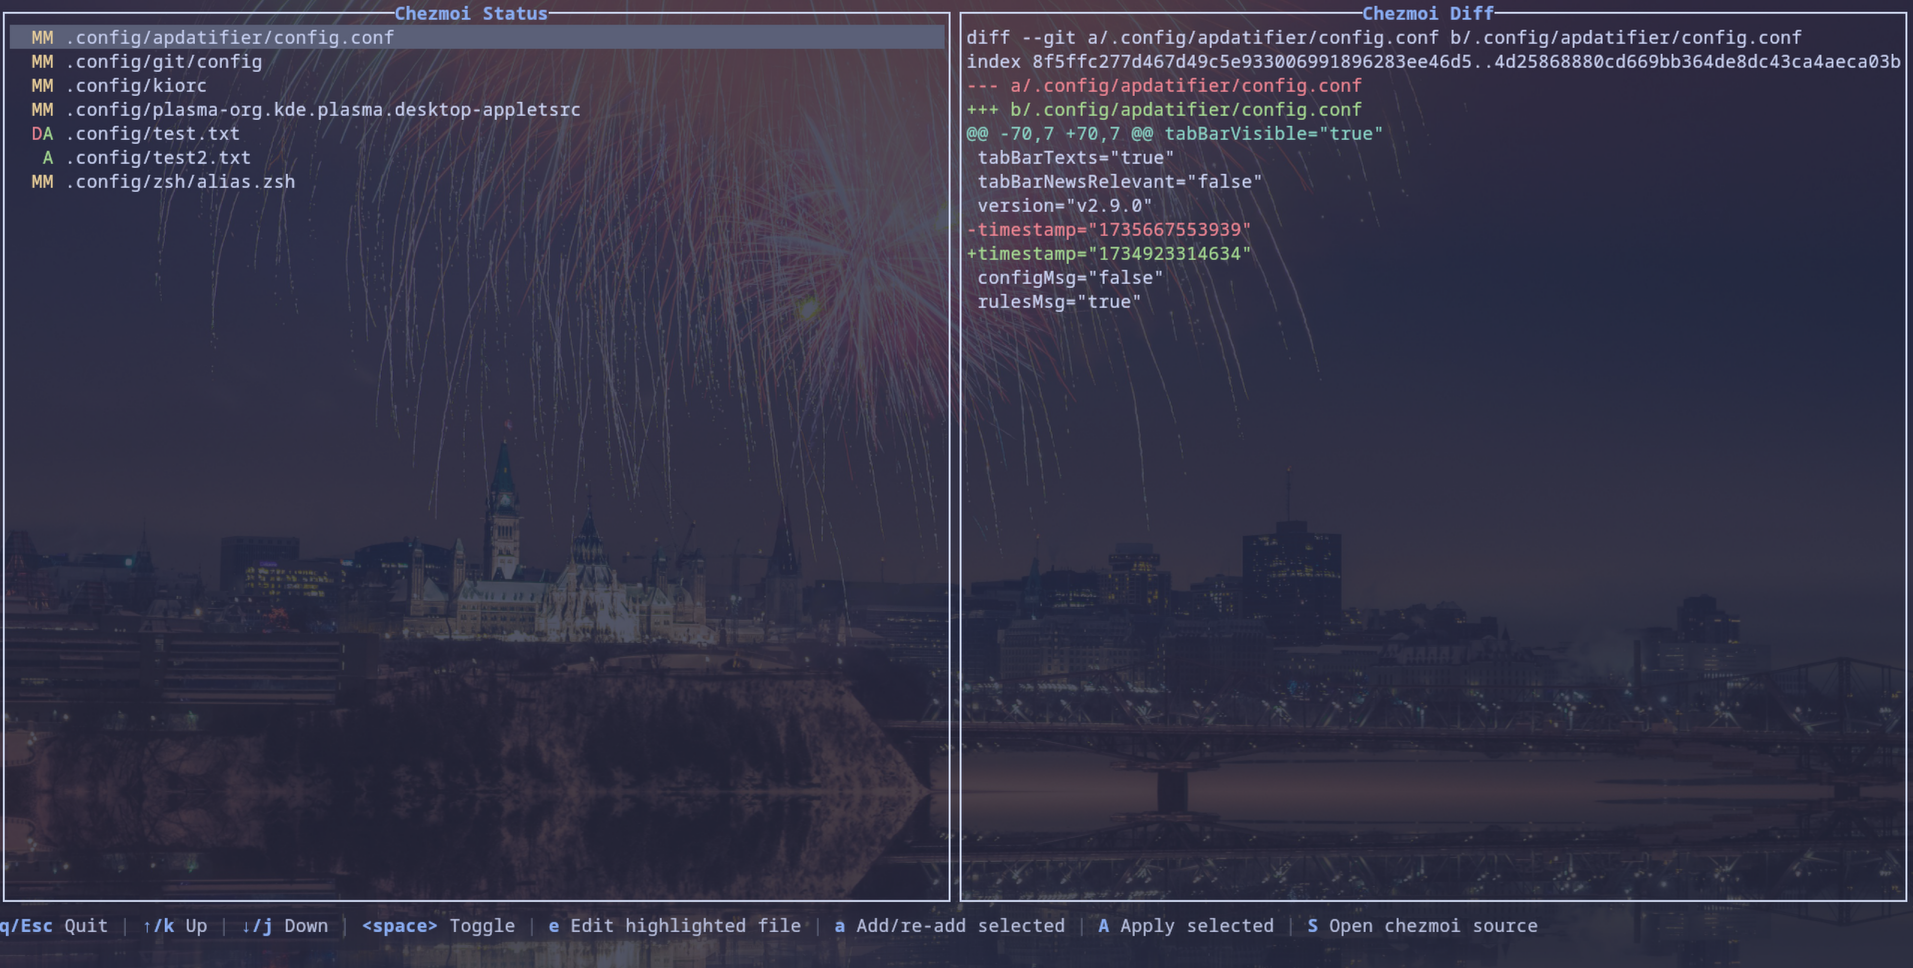 Chezmoi Status
MM .config/apdatifier/config.conf
MM .config/git/config
MM .config/kiorc
MM .config/plasma-org.kde.plasma.desktop-appletsrc
DA .config/test.txt
A .config/test2.txt
MM .config/zsh/alias.zsh
Chezmoi Diff
diff --git a/.config/apdatifier/config.conf b/.config/apdatifier/config.conf
index 8f5ffc277d467d49c5e933006991896283ee46d5..4d25868880cd669bb364de8dc43ca4aeca03b
--- a/.config/apdatifier/config.conf
+++ b/.config/apdatifier/config.conf
@@ -70,7 +70,7 @@ tabBarVisible="true"
tabBarTexts="true"
tabBarNewsRelevant="false"
version="v2.9.0"
-timestamp="1735667553939"
+timestamp="1734923314634"
configMsg="false"
rulesMsg="true"
q/Esc Quit | ↑/k Up | ↓/j Down | <space> Toggle | e Edit highlighted file | a Add/re-add selected | A Apply selected | S Open chezmoi source